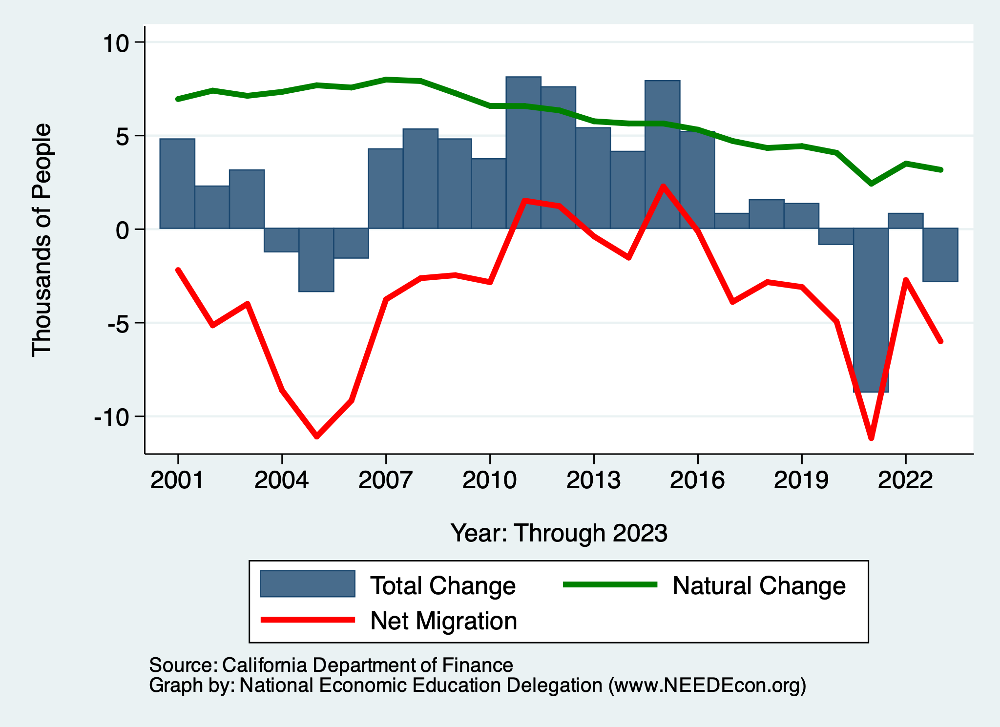 10
5
0
-5
-10
Thousands of People
2001 2004 2007 2010 2013 2016 2019 2022
Year: Through 2023
Total Change Natural Change
Net Migration
Source: California Department of Finance
Graph by: National Economic Education Delegation (www.NEEDEcon.org)